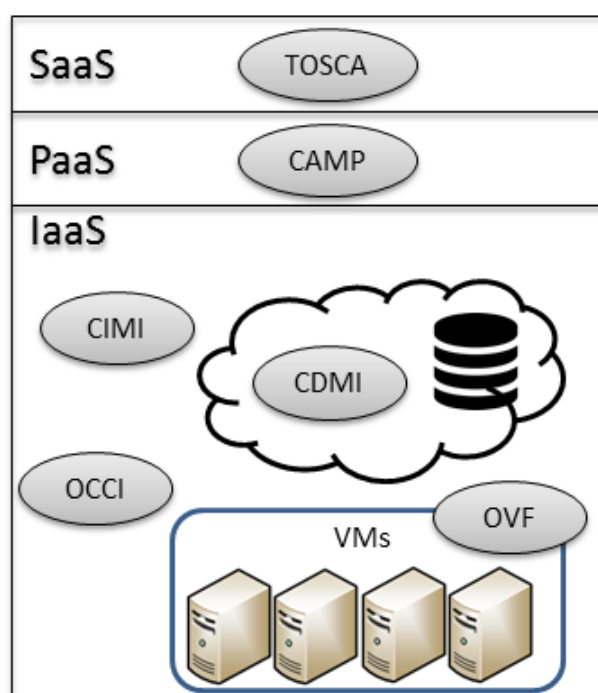 SaaS
TOSCA
PaaS
CAMP
IaaS
CIMI
CDMI
OCCI
OVF
VMs